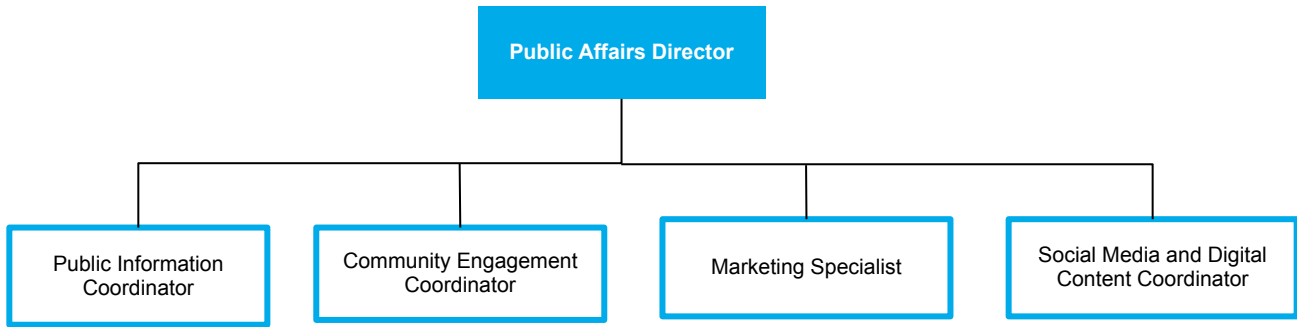 Public Affairs Director
Public Information
Coordinator
Community Engagement
Coordinator
Marketing Specialist
Social Media and Digital
Content Coordinator